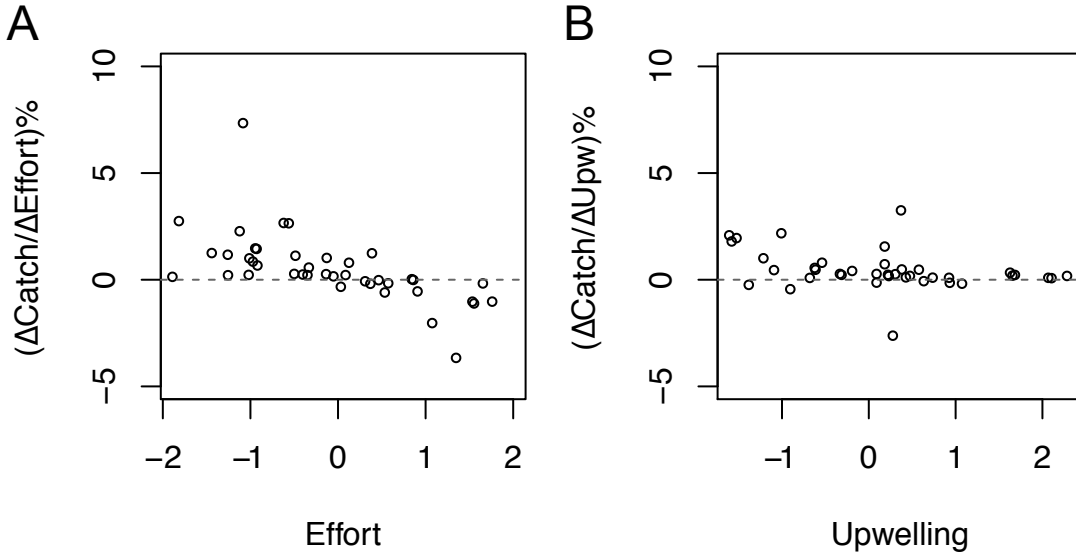 A
(ΔCatch/ΔEffort)%
10
5
0
−5
−2 −1 0 1 2
Effort
B
(ΔCatch/ΔUpw)%
10
5
0
−5
−1 0 1 2
Upwelling